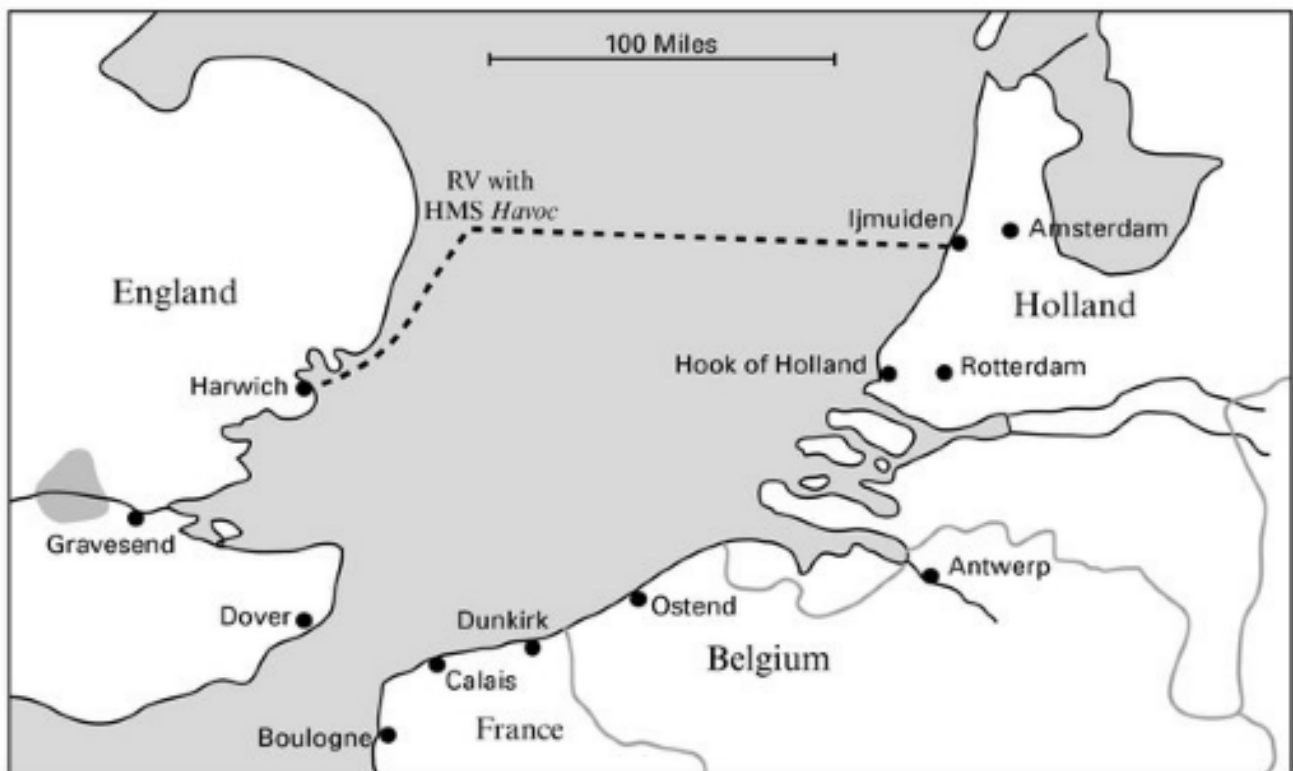 100 Miles
RV with
HMS Havoc
Ijmuiden
Amsterdam
England
Holland
Hook of Holland
Rotterdam
Harwich
Gravesend
Antwerp
Dover
Dunkirk
Ostend
Belgium
Calais
France
Boulogne